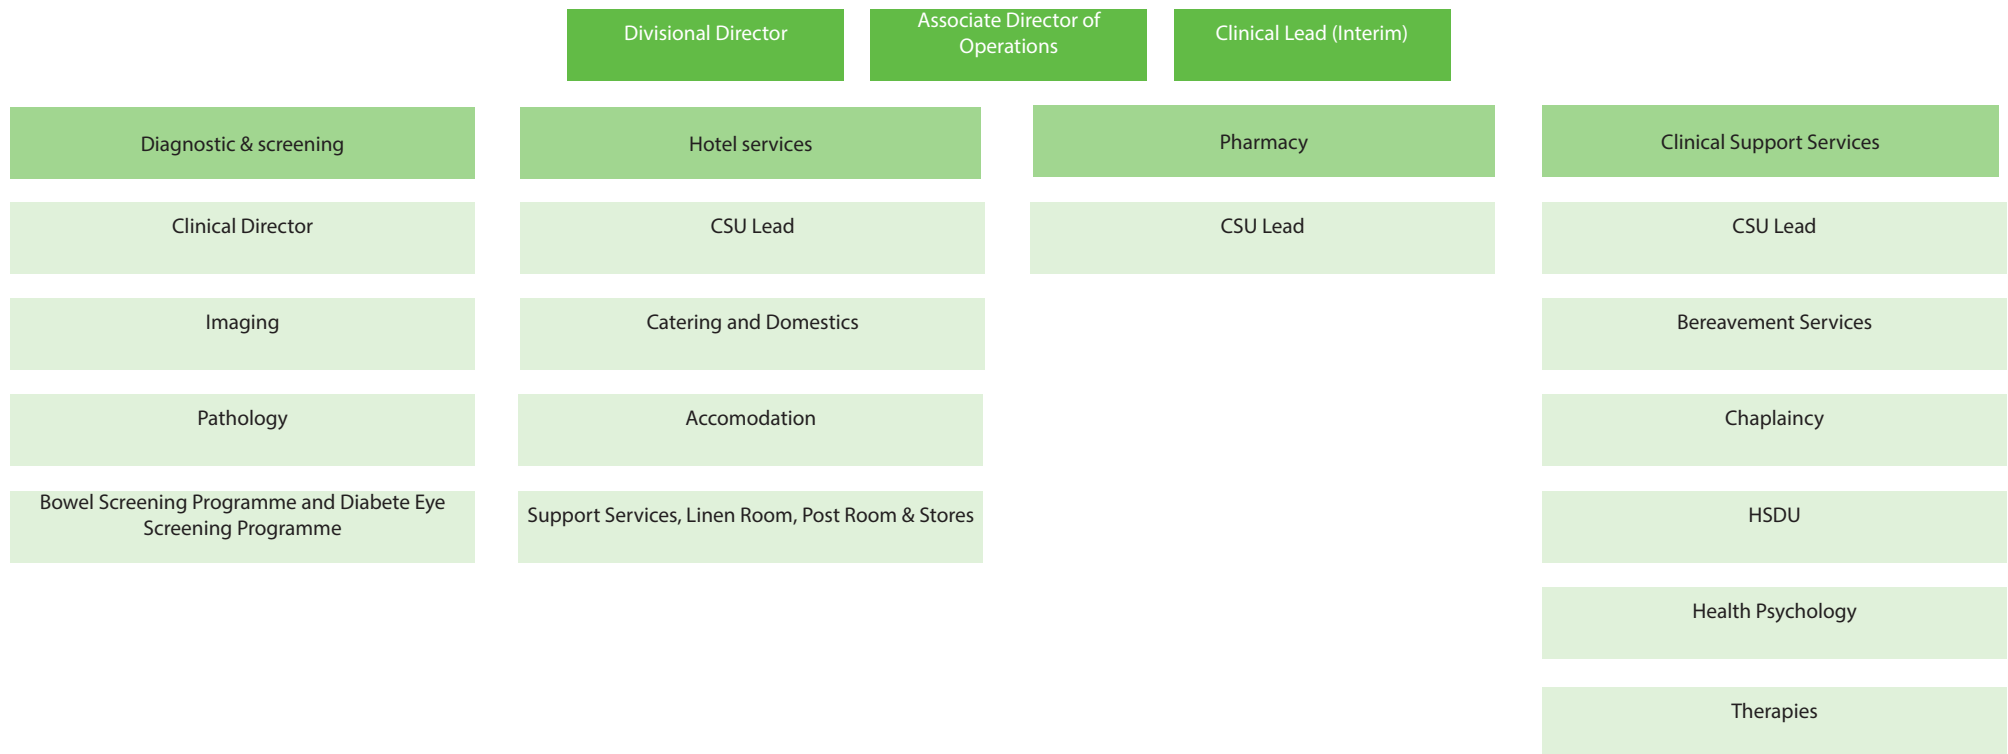 Divisional Director
Associate Director of
Operations
Clinical Lead (Interim)
Diagnostic & screening
Hotel services
Pharmacy
Clinical Support Services
Clinical Director
CSU Lead
CSU Lead
CSU Lead
Imaging
Catering and Domestics
Bereavement Services
Pathology
Accomodation
Chaplaincy
Bowel Screening Programme and Diabete Eye
Screening Programme
Support Services, Linen Room, Post Room & Stores
HSDU
Health Psychology
Therapies